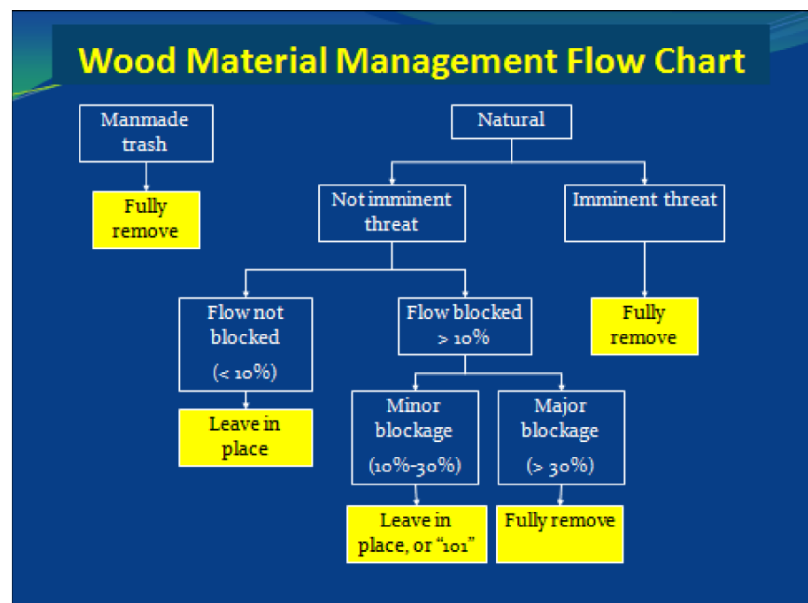 Wood Material Management Flow Chart
Manmade
trash
Natural
Fully
remove
Not imminent
threat
Imminent threat
Flow not
blocked
(< 10%)
Flow blocked
> 10%
Fully
remove
Leave in
place
Minor
blockage
(10%-30%)
Major
blockage
(> 30%)
Leave in
place, or “101”
Fully remove